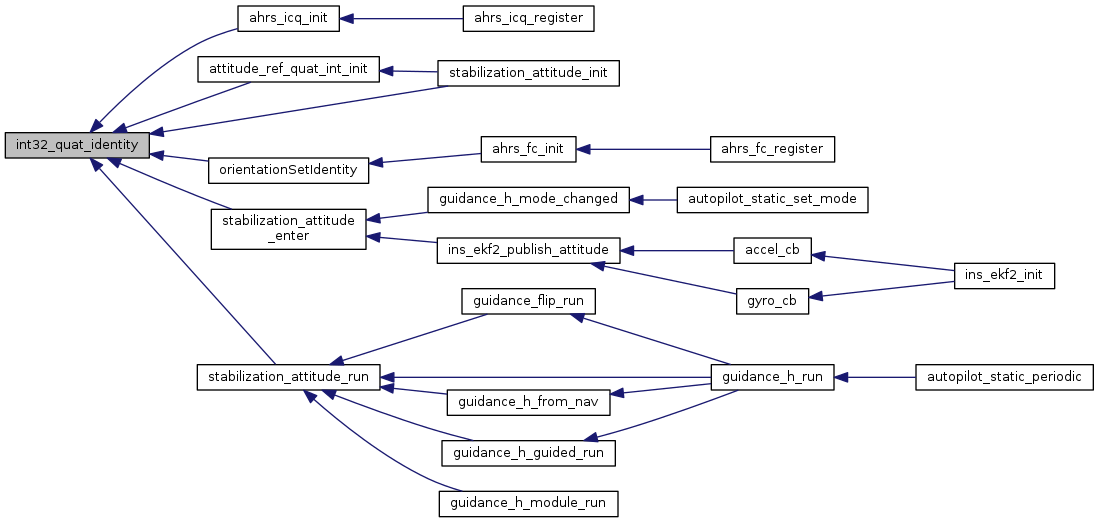 ahrs_icq_init
ahrs_icq_register
attitude_ref_quat_int_init
stabilization_attitude_init
int32_quat_identity
ahrs_fc_init
ahrs_fc_register
orientationSetIdentity
guidance_h_mode_changed
autopilot_static_set_mode
stabilization_attitude
_enter
ins_ekf2_publish_attitude
accel_cb
ins_ekf2_init
gyro_cb
guidance_flip_run
stabilization_attitude_run
guidance_h_run
autopilot_static_periodic
guidance_h_from_nav
guidance_h_guided_run
guidance_h_module_run